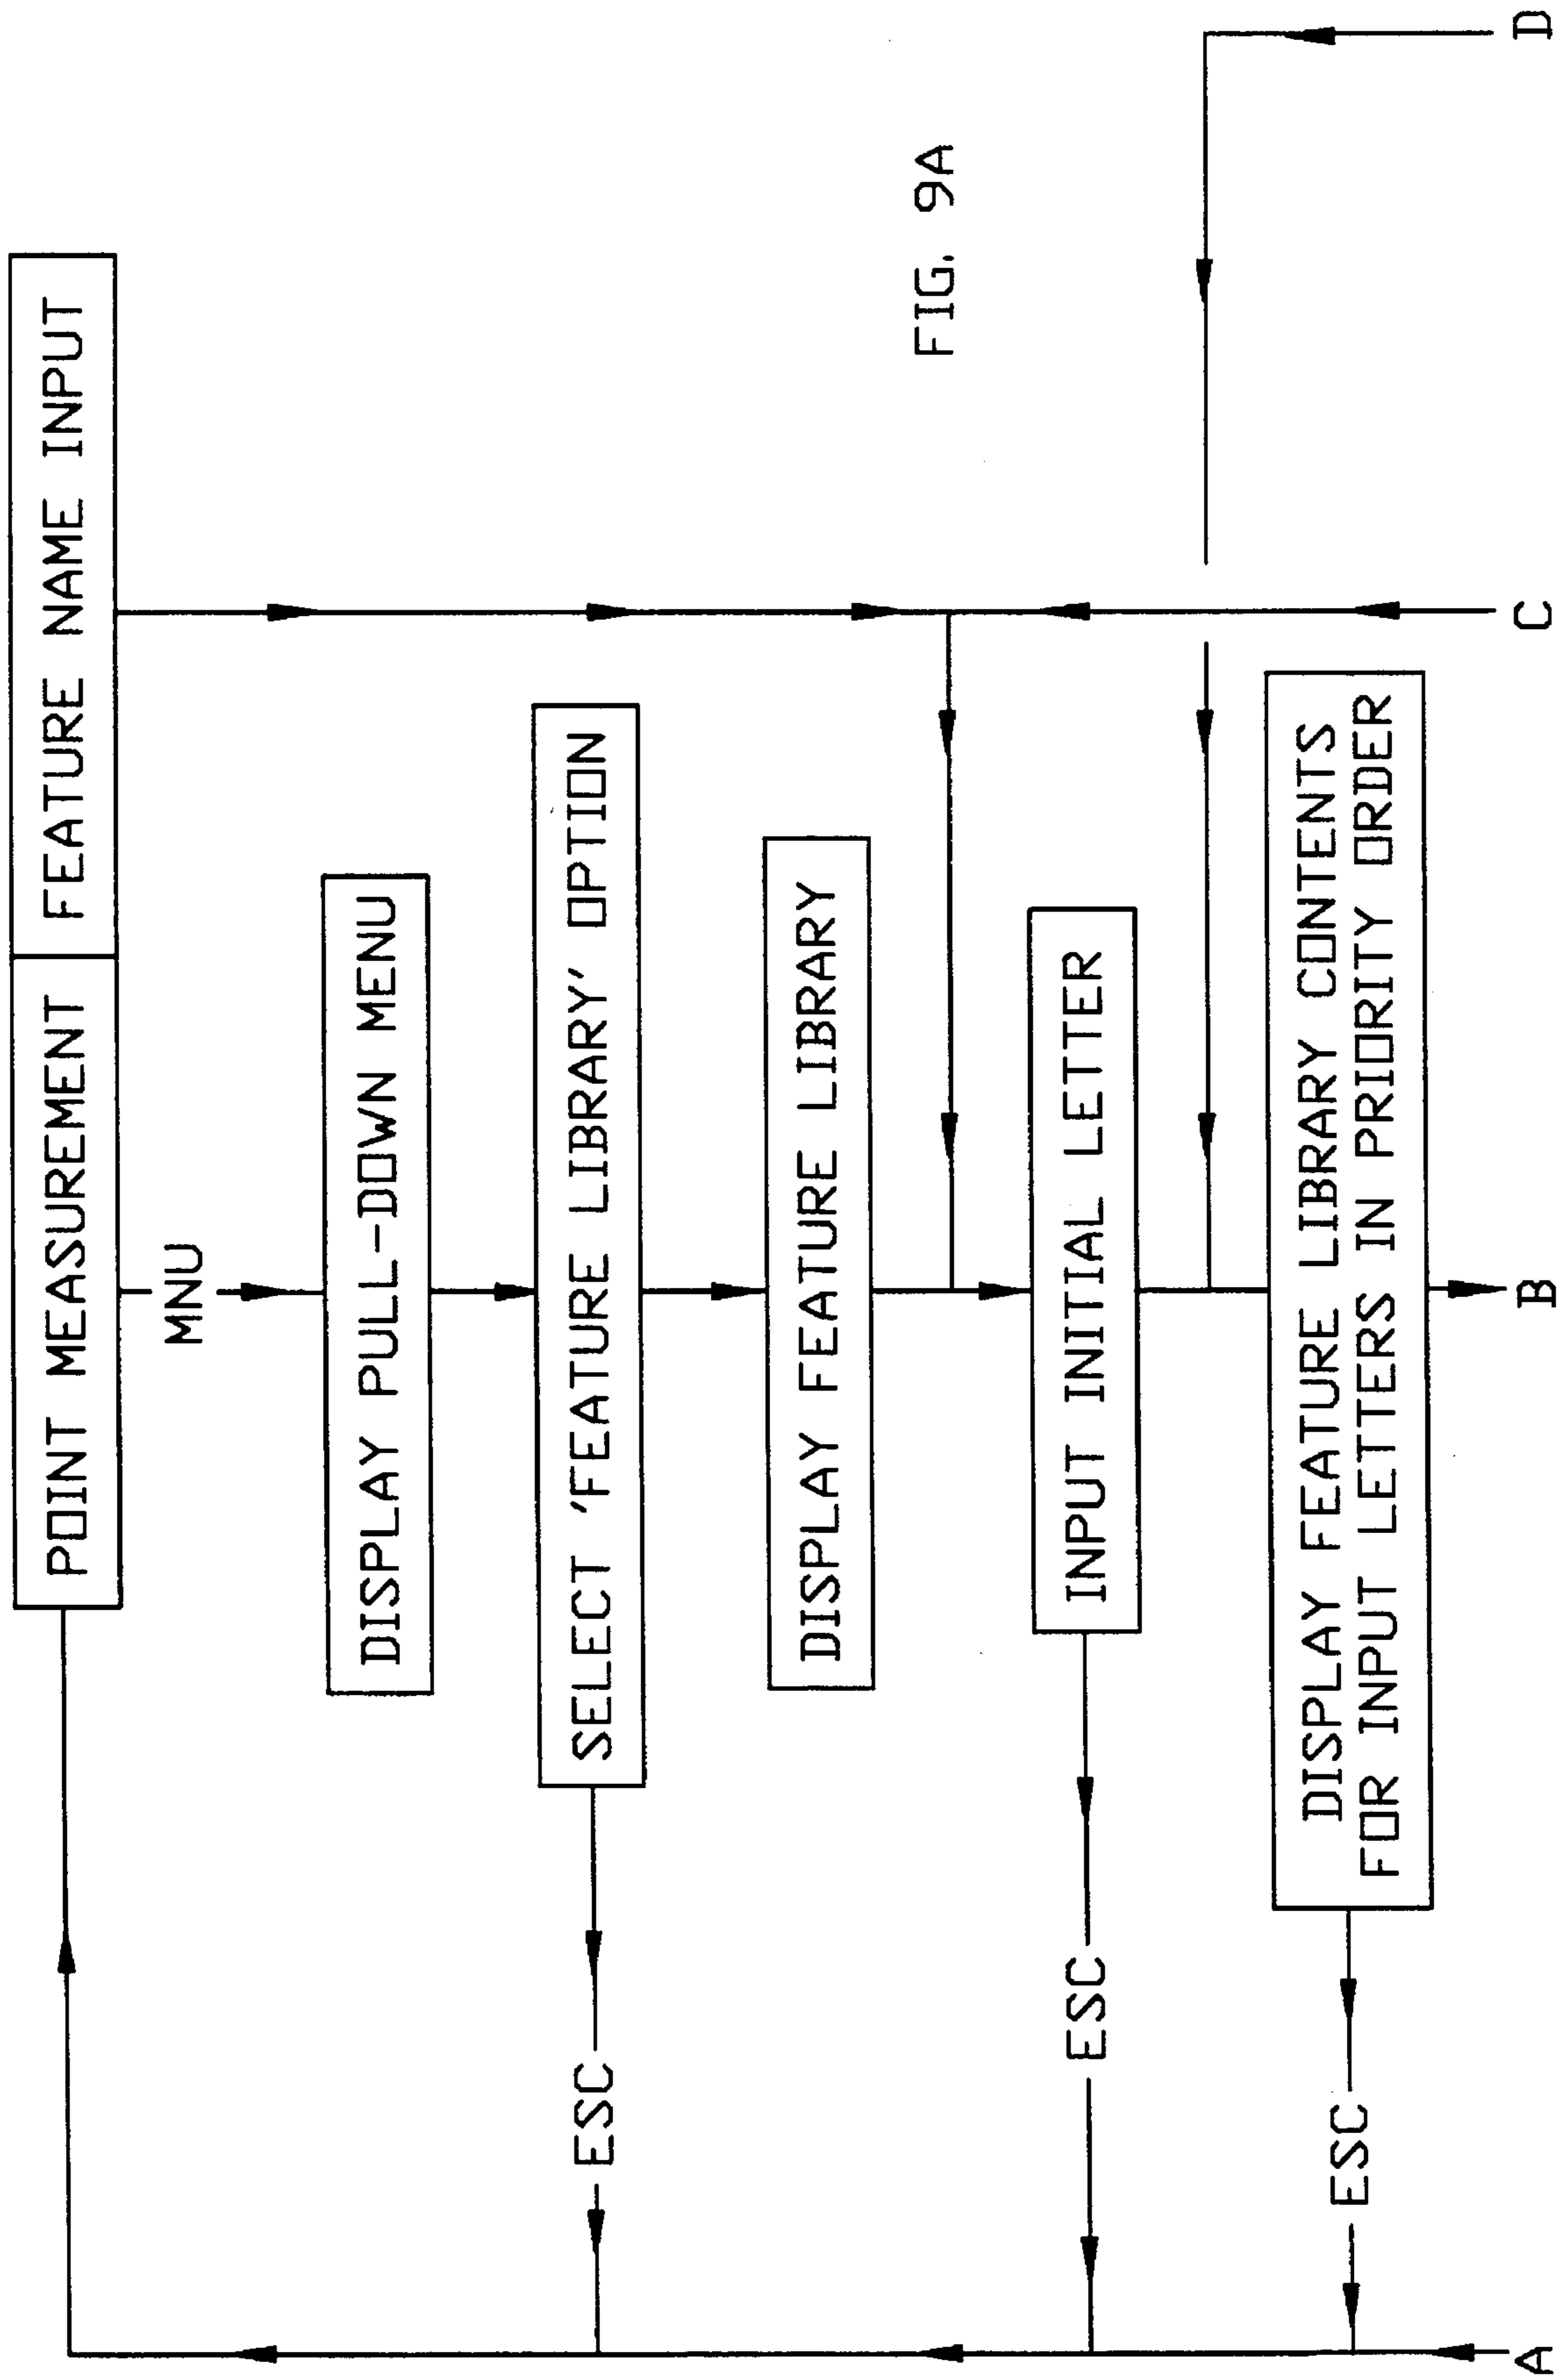 POINT MEASUREMENT
FEATURE NAME INPUT
MNU
DISPLAY PULL-DOWN MENU
SELECT 'FEATURE LIBRARY' OPTION
ESC
DISPLAY FEATURE LIBRARY
FIG. 9A
INPUT INITIAL LETTER
ESC
DISPLAY FEATURE LIBRARY CONTENTS
FOR INPUT LETTERS IN PRIORITY ORDER
ESC
A
B
C
D